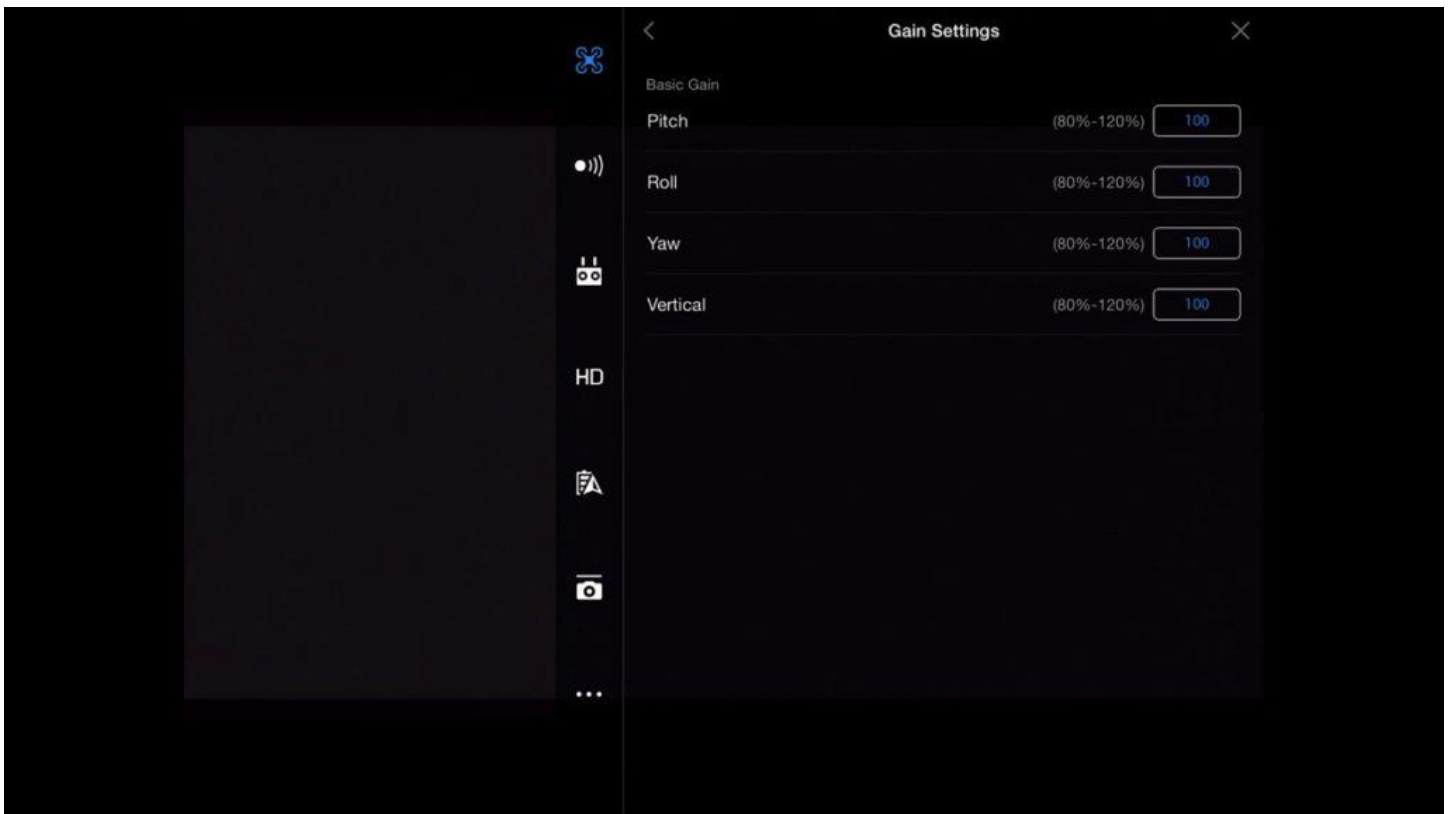 Gain Settings
Basic Gain
Pitch (80%-120%) 100
Roll (80%-120%) 100
Yaw (80%-120%) 100
Vertical (80%-120%) 100
HD